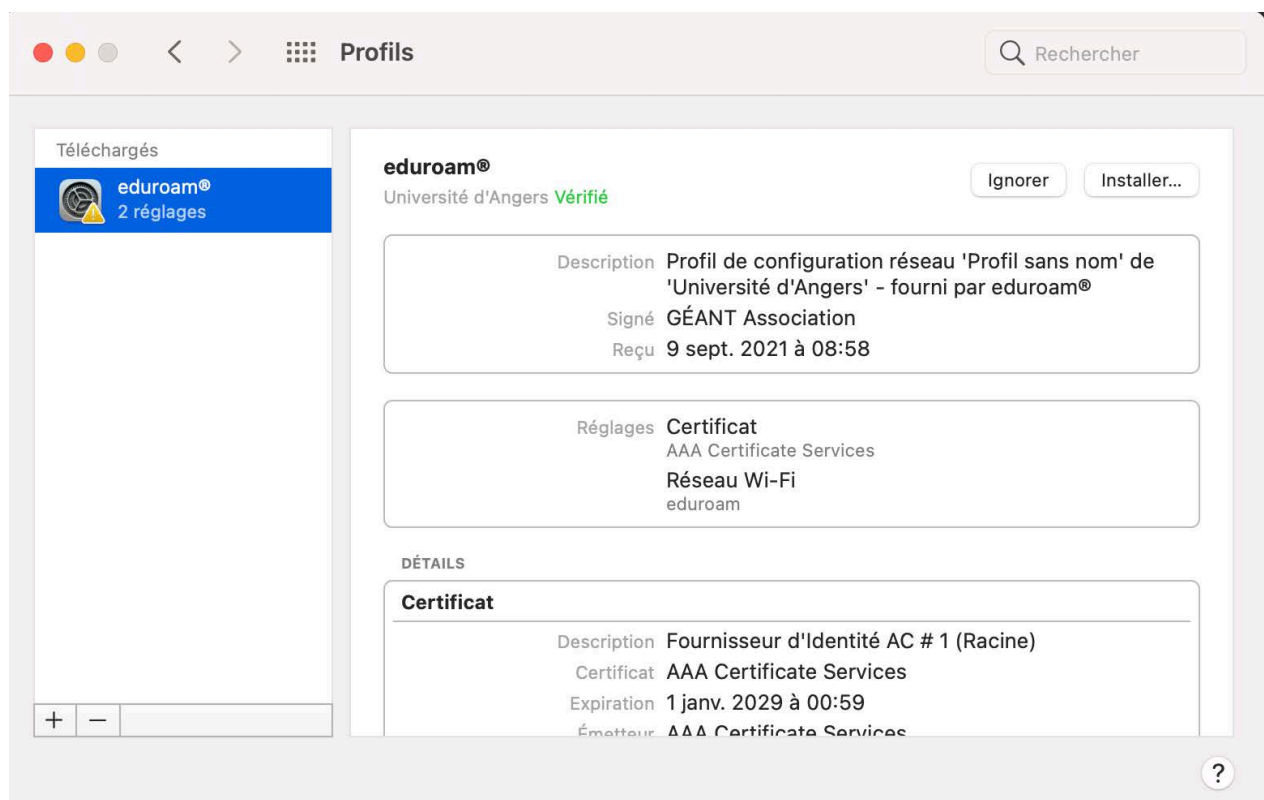 Profils
Rechercher
Téléchargés
eduroam®
2 réglages
eduroam®
Université d'Angers Vérifié
Ignorer
Installer...
Description Profil de configuration réseau 'Profil sans nom' de
'Université d'Angers' - fourni par eduroam®
Signé GÉANT Association
Reçu 9 sept. 2021 à 08:58
Réglages Certificat
AAA Certificate Services
Réseau Wi-Fi
eduroam
DÉTAILS
Certificat
Description Fournisseur d'Identité AC # 1 (Racine)
Certificat AAA Certificate Services
Expiration 1 janv. 2029 à 00:59
Émetteur AAA Certificate Services
+ −
?